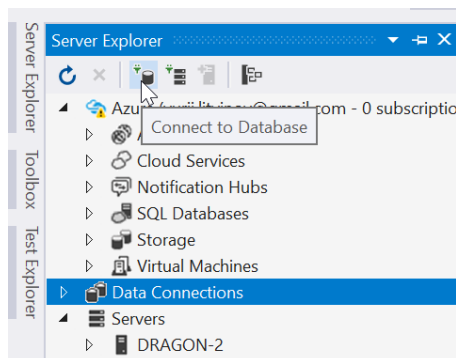 Server Explorer
Toolbox
Test Explorer
Server Explorer
Azure - 0 subscriptio
Connect to Database
Cloud Services
Notification Hubs
SQL Databases
Storage
Virtual Machines
Data Connections
Servers
DRAGON-2